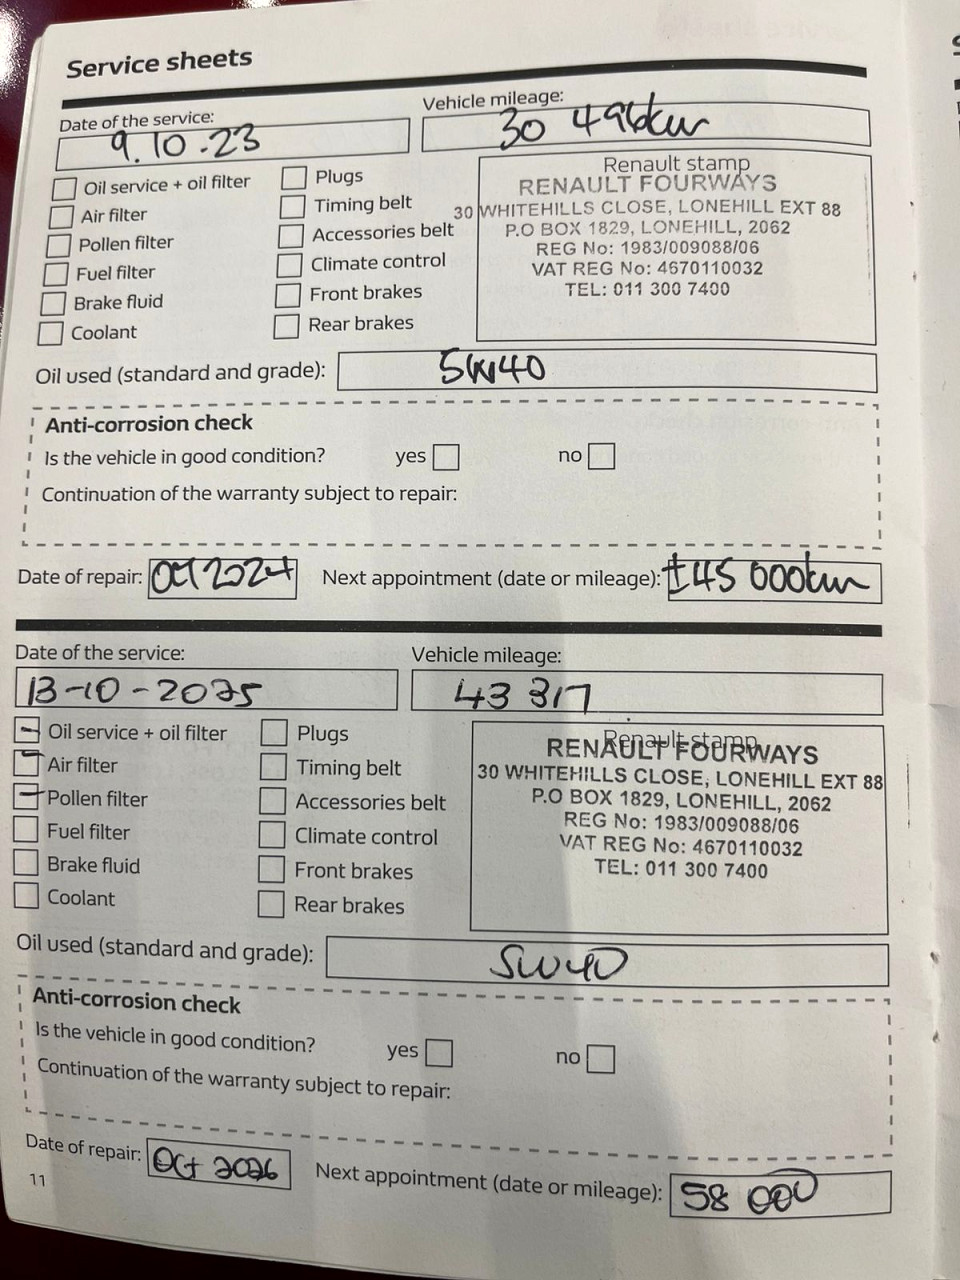 Service sheets
Date of the service: Vehicle mileage:
9.10.23 30 496km
Oil service + oil filter Plugs
Air filter Timing belt
Pollen filter Accessories belt
Fuel filter Climate control
Brake fluid Front brakes
Coolant Rear brakes
Renault stamp
RENAULT FOURWAYS
30 WHITEHILLS CLOSE, LONEHILL EXT 88
P.O BOX 1829, LONEHILL, 2062
REG No: 1983/009088/06
VAT REG No: 4670110032
TEL: 011 300 7400
Oil used (standard and grade): 5W40
Anti-corrosion check
Is the vehicle in good condition? yes no
Continuation of the warranty subject to repair:
Date of repair: Oct 2024 Next appointment (date or mileage): ±45 000km
Date of the service: Vehicle mileage:
13-10-2025 43 317
Oil service + oil filter Plugs
Air filter Timing belt
Pollen filter Accessories belt
Fuel filter Climate control
Brake fluid Front brakes
Coolant Rear brakes
Renault stamp
RENAULT FOURWAYS
30 WHITEHILLS CLOSE, LONEHILL EXT 88
P.O BOX 1829, LONEHILL, 2062
REG No: 1983/009088/06
VAT REG No: 4670110032
TEL: 011 300 7400
Oil used (standard and grade): 5W40
Anti-corrosion check
Is the vehicle in good condition? yes no
Continuation of the warranty subject to repair:
Date of repair: Oct 2026 Next appointment (date or mileage): 58 000
11